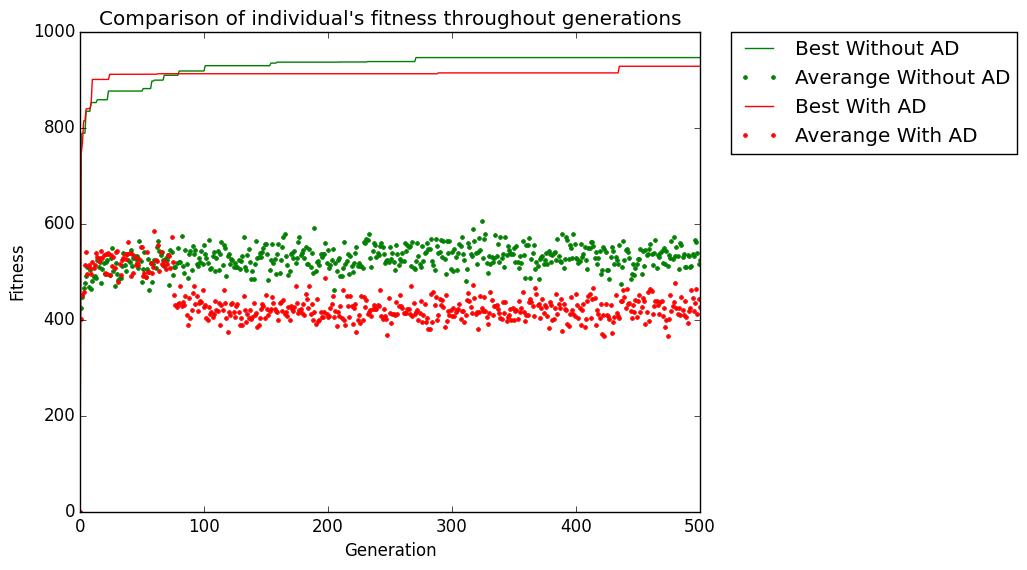 Comparison of individual's fitness throughout generations
1000
800
600
400
200
0
Fitness
0 100 200 300 400 500
Generation
Best Without AD
Averange Without AD
Best With AD
Averange With AD